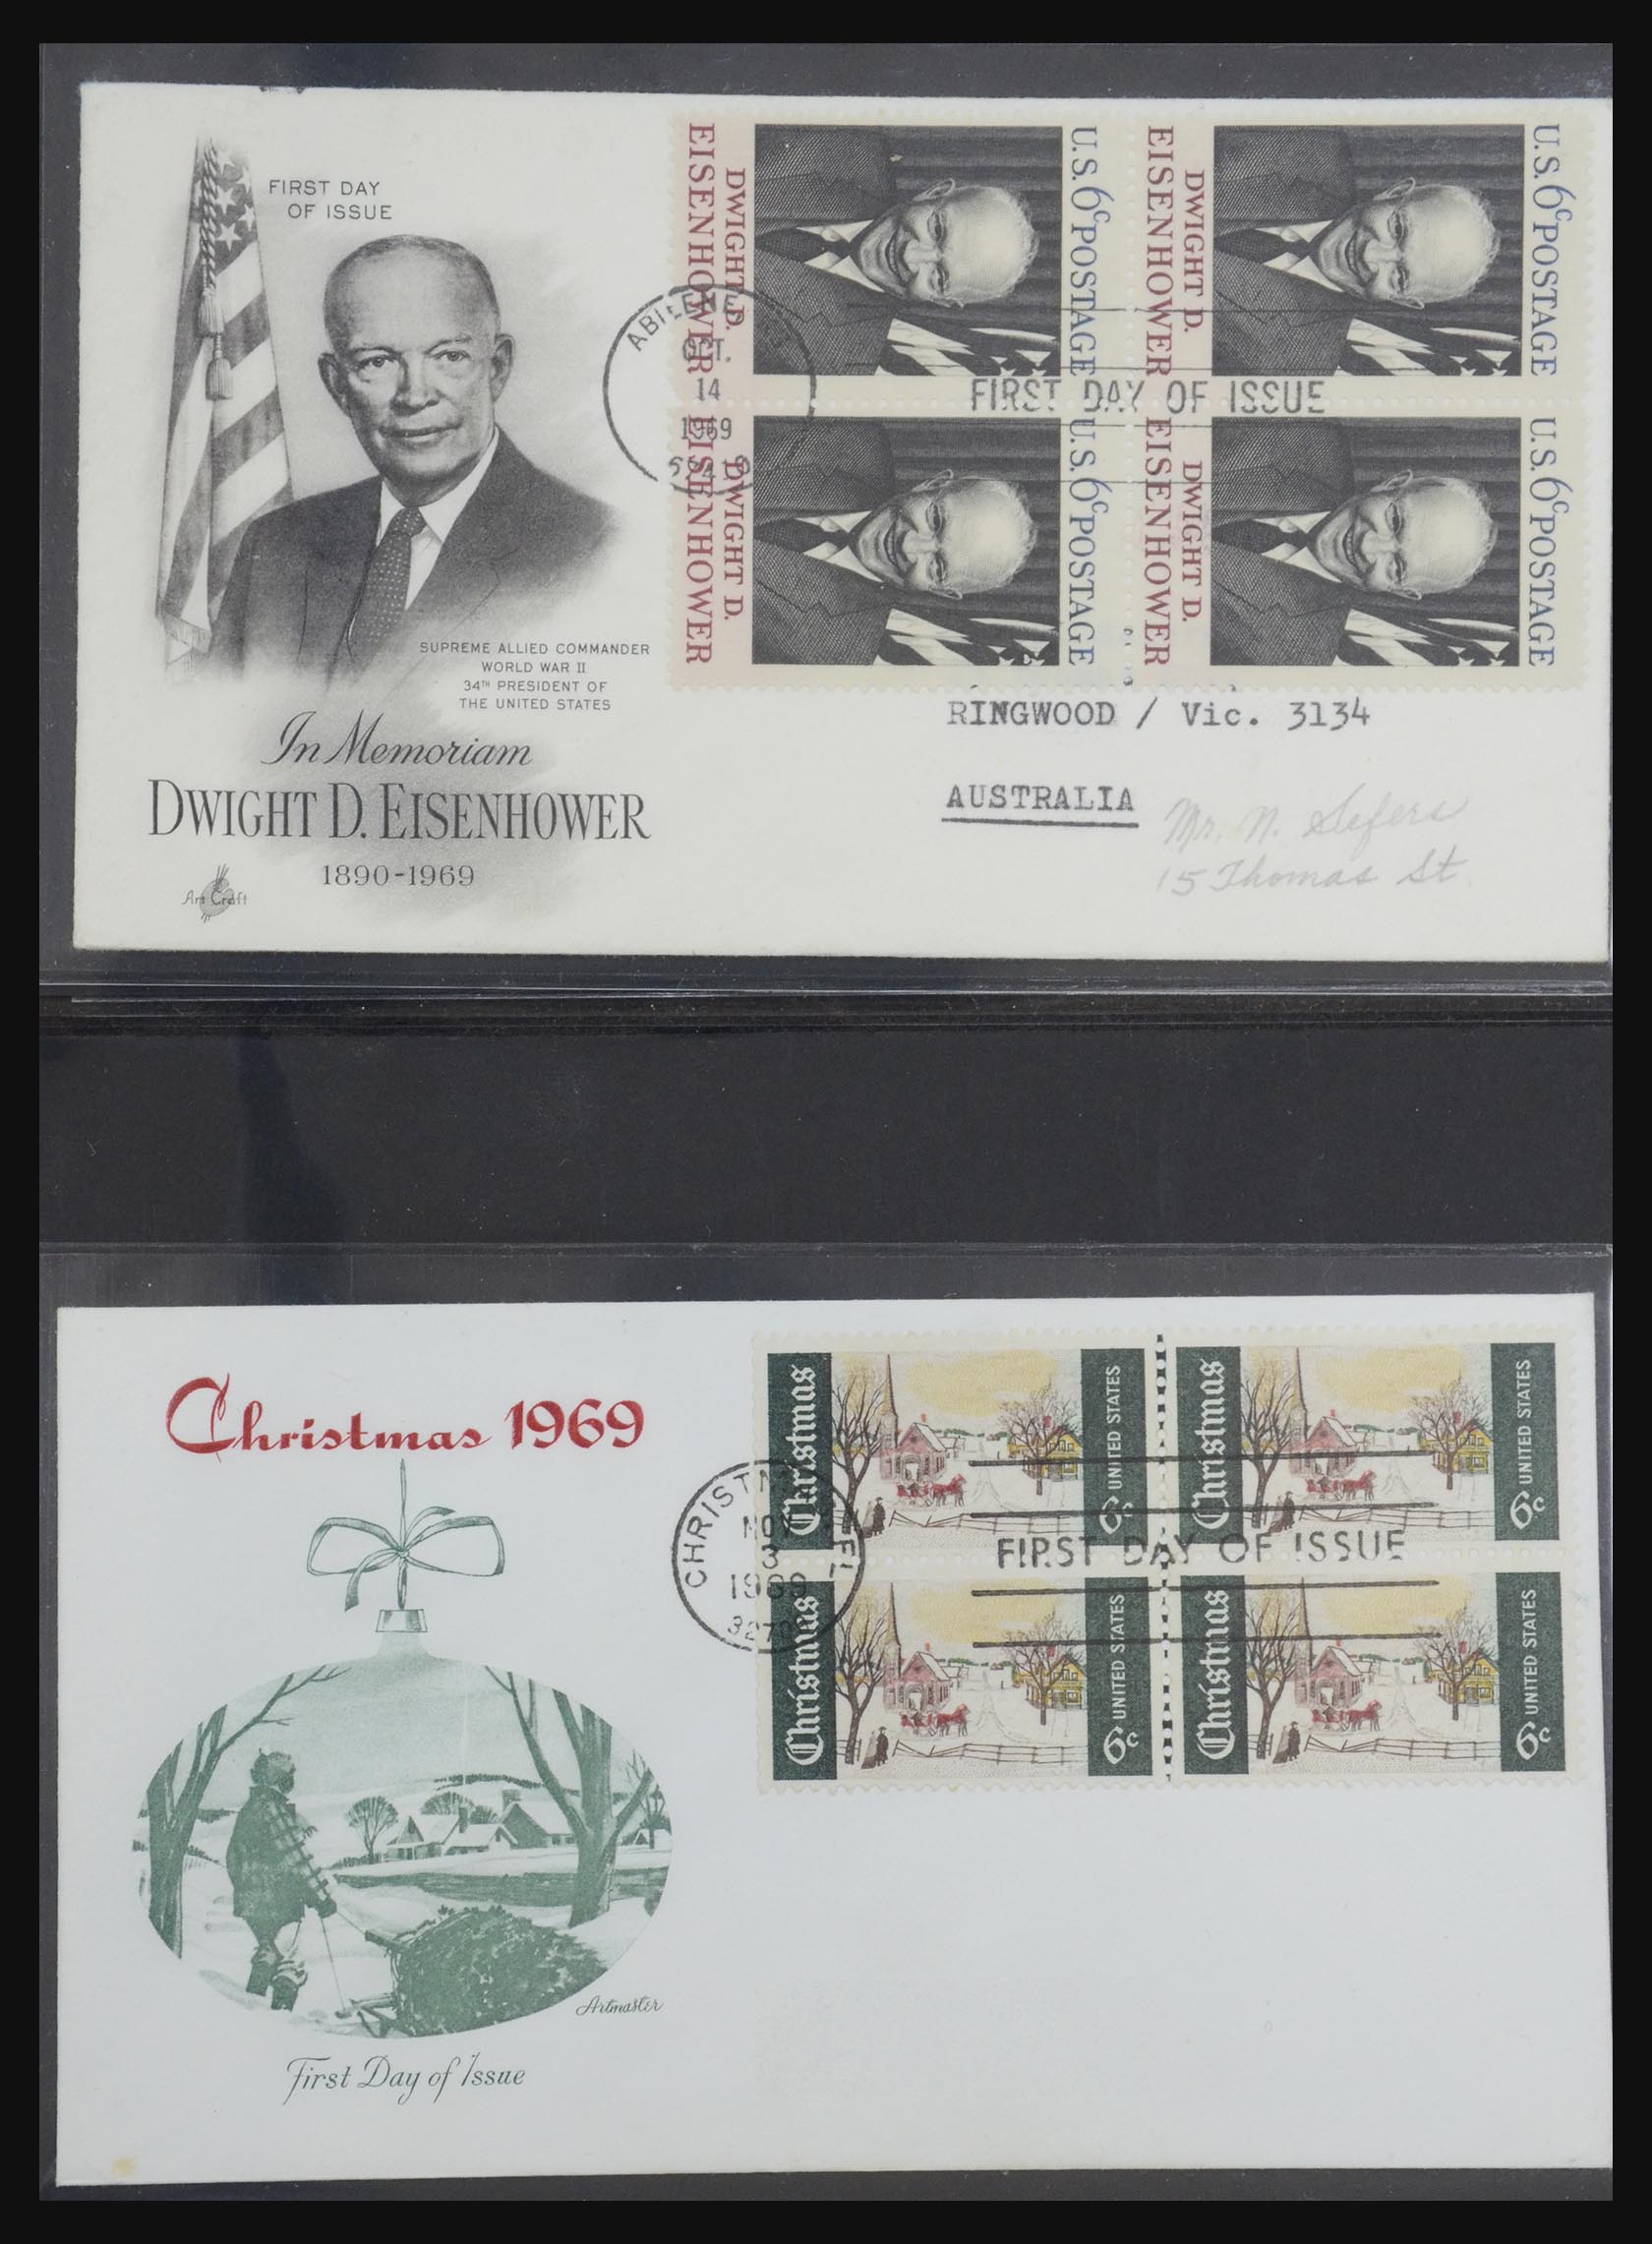 FIRST DAY
OF ISSUE
SUPREME ALLIED COMMANDER
WORLD WAR II
34TH PRESIDENT OF
THE UNITED STATES
In Memoriam
DWIGHT D. EISENHOWER
1890-1969
Art Craft
U.S. 6c POSTAGE
DWIGHT D.
EISENHOWER
U.S. 6c POSTAGE
DWIGHT D.
EISENHOWER
U.S. 6c POSTAGE
DWIGHT D.
EISENHOWER
U.S. 6c POSTAGE
DWIGHT D.
EISENHOWER
ABILENE
OCT.
14
1969
FIRST DAY OF ISSUE
RINGWOOD / Vic. 3134
AUSTRALIA
Mr. N. Sefers
15 Thomas St
Christmas 1969
Artmaster
First Day of Issue
Christmas
6c UNITED STATES
Christmas
6c UNITED STATES
Christmas
6c UNITED STATES
Christmas
6c UNITED STATES
NOV
3
1969
FIRST DAY OF ISSUE